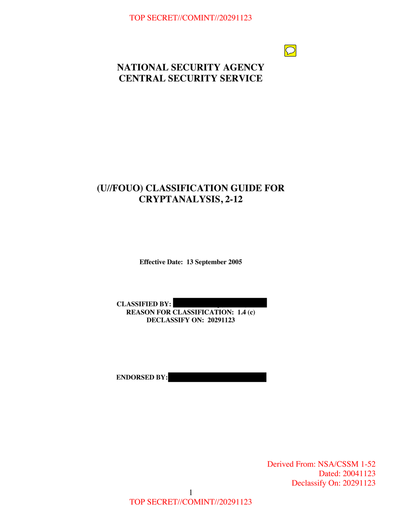 TOP SECRET//COMINT//20291123
NATIONAL SECURITY AGENCY
CENTRAL SECURITY SERVICE
(U//FOUO) CLASSIFICATION GUIDE FOR
CRYPTANALYSIS, 2-12
Effective Date: 13 September 2005
CLASSIFIED BY:
REASON FOR CLASSIFICATION: 1.4 (c)
DECLASSIFY ON: 20291123
ENDORSED BY:
Derived From: NSA/CSSM 1-52
Dated: 20041123
Declassify On: 20291123
1
TOP SECRET//COMINT//20291123